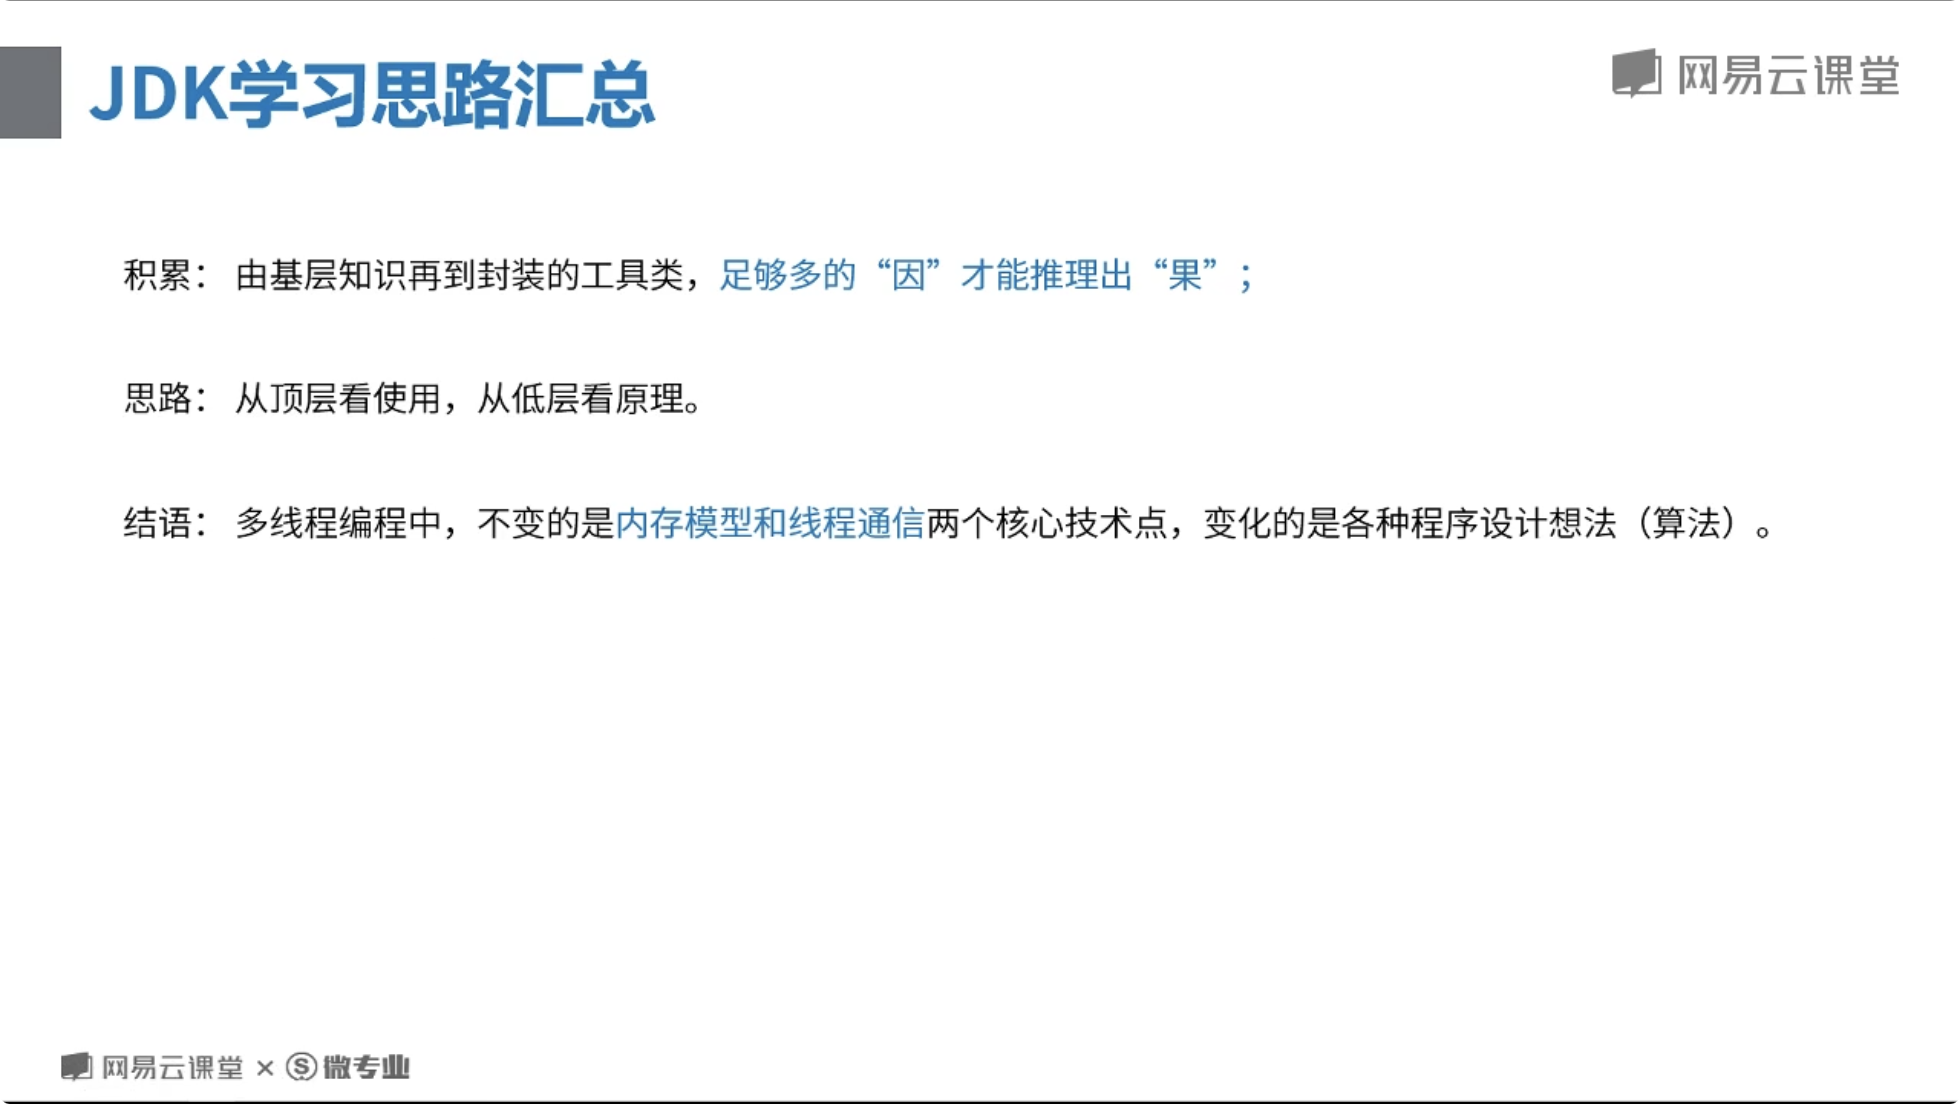 JDK学习思路汇总
网易云课堂
积累： 由基层知识再到封装的工具类，足够多的“因”才能推理出“果”；
思路： 从顶层看使用，从低层看原理。
结语： 多线程编程中，不变的是内存模型和线程通信两个核心技术点，变化的是各种程序设计想法（算法）。
网易云课堂 × Ⓢ 微专业